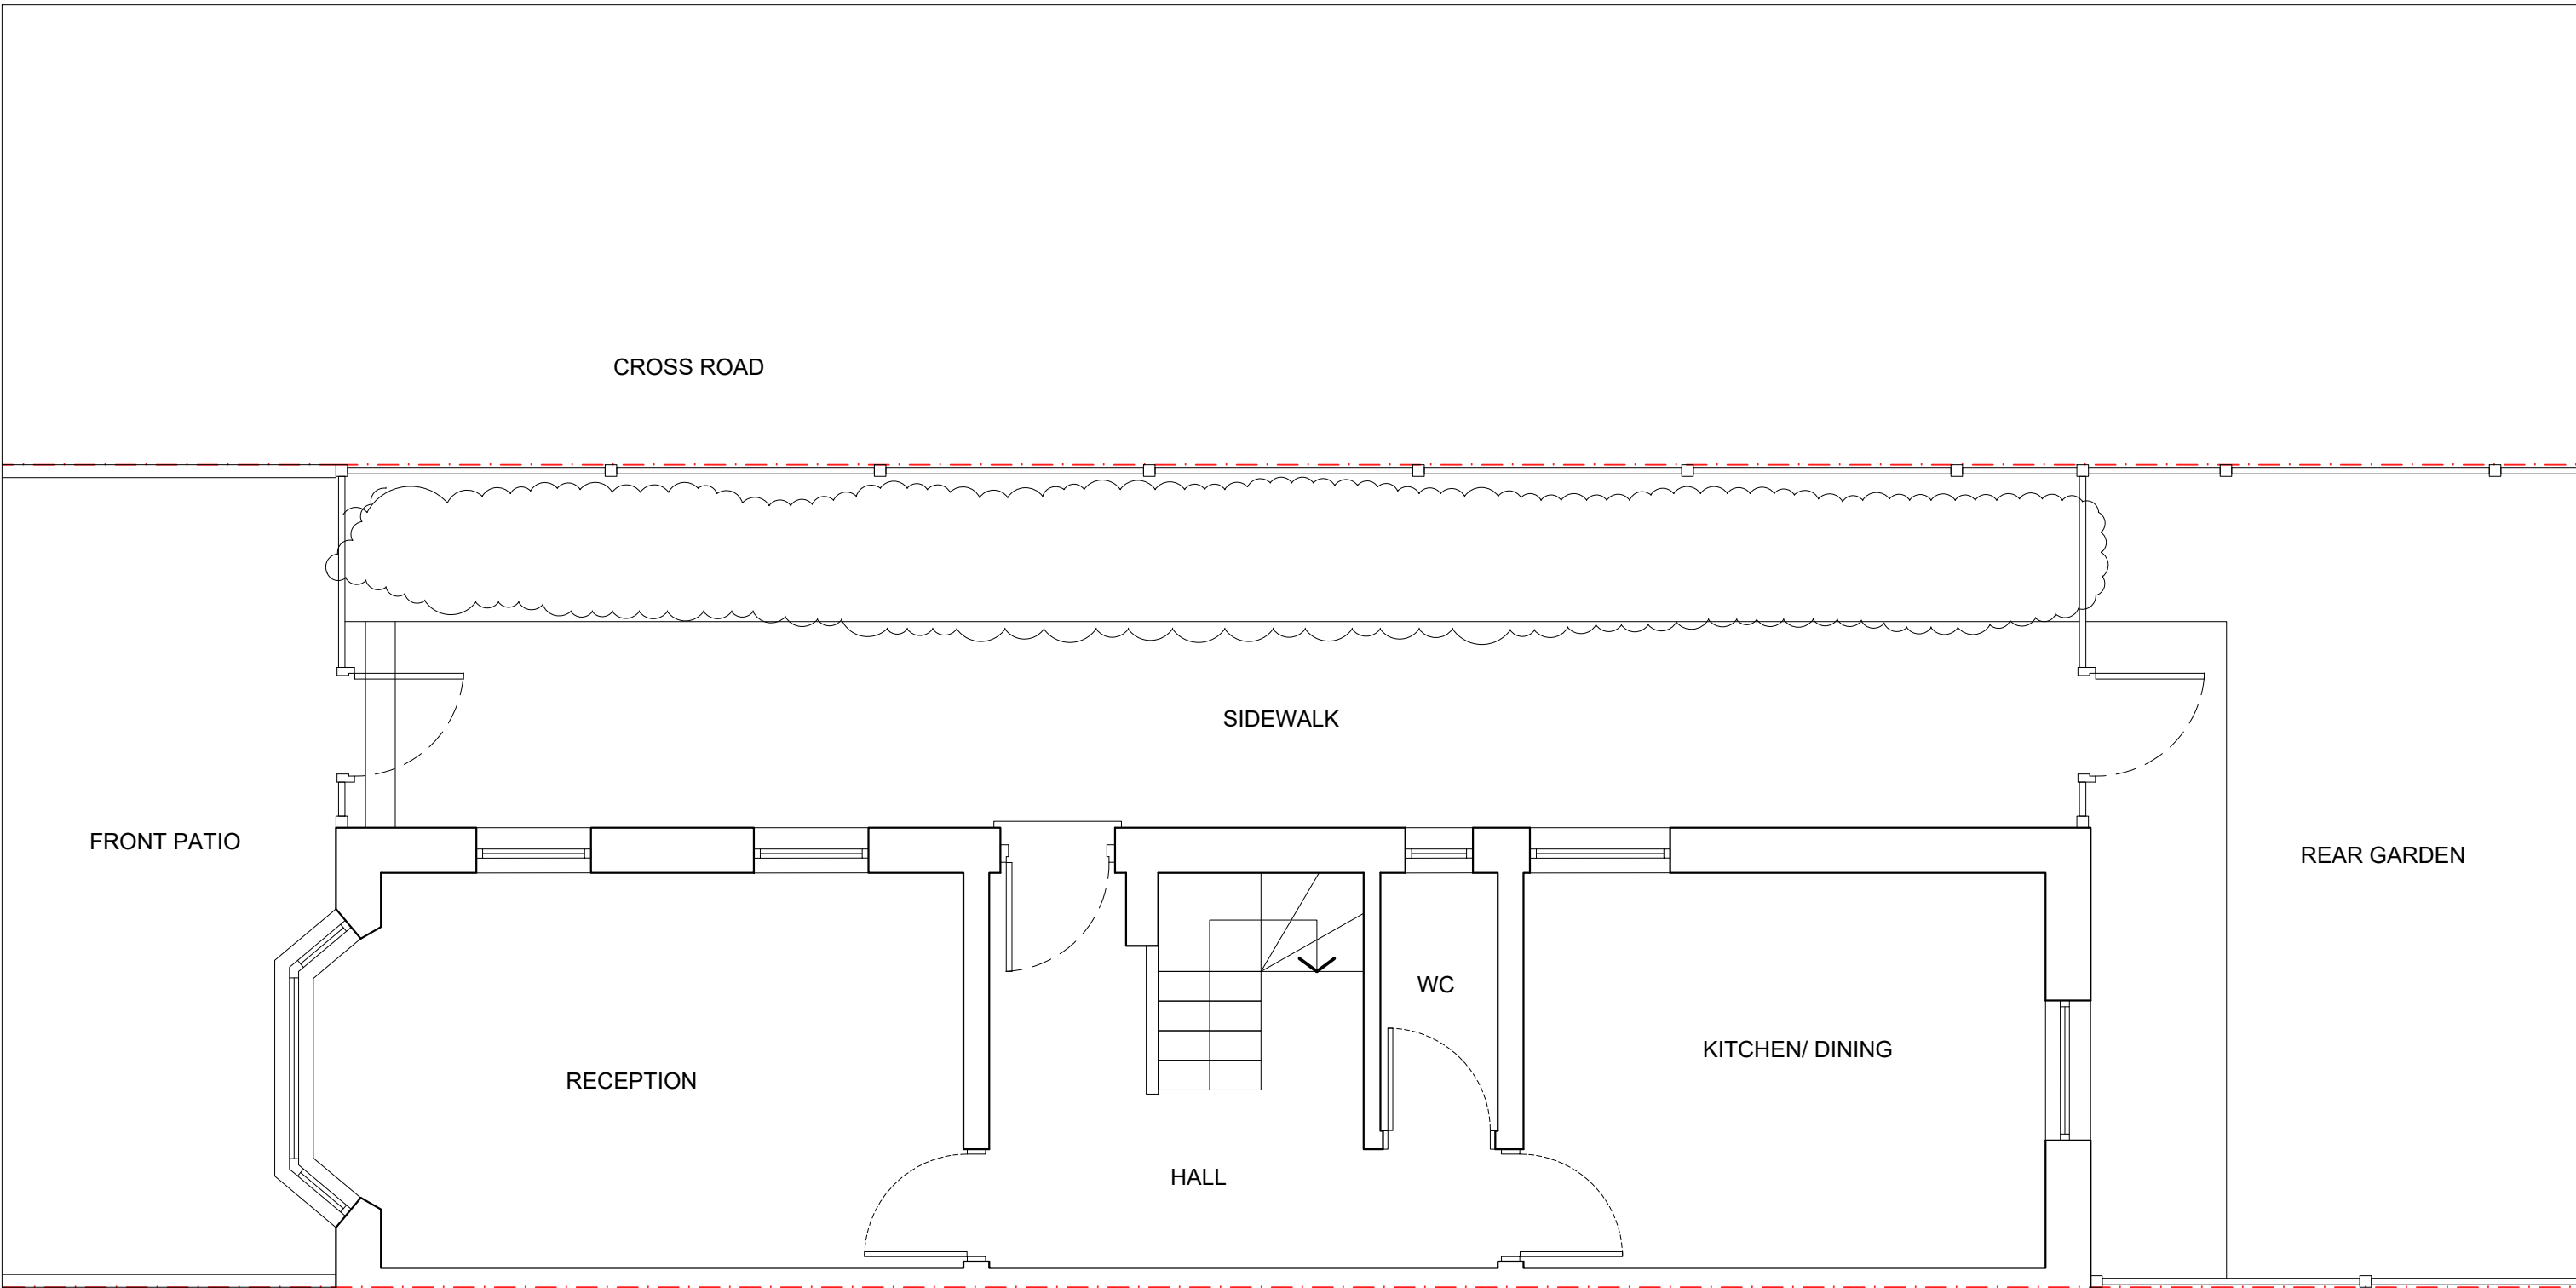 CROSS ROAD
SIDEWALK
FRONT PATIO
REAR GARDEN
WC
KITCHEN/ DINING
RECEPTION
HALL